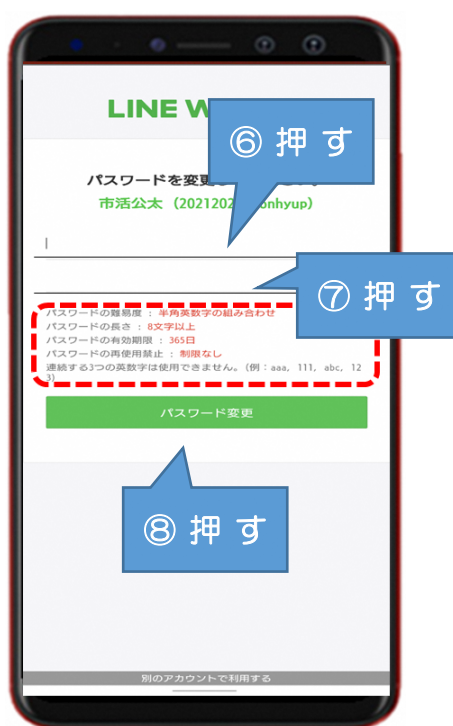 LINE W
⑥ 押 す
パスワードを変更
市活公太 (2021202 onhyup)
⑦ 押 す
パスワードの難易度 : 半角英数字の組み合わせ
パスワードの長さ : 8文字以上
パスワードの有効期限 : 365日
パスワードの再使用禁止 : 制限なし
連続する3つの英数字は使用できません。(例 : aaa, 111, abc, 12
3)
パスワード変更
⑧ 押 す
別のアカウントで利用する